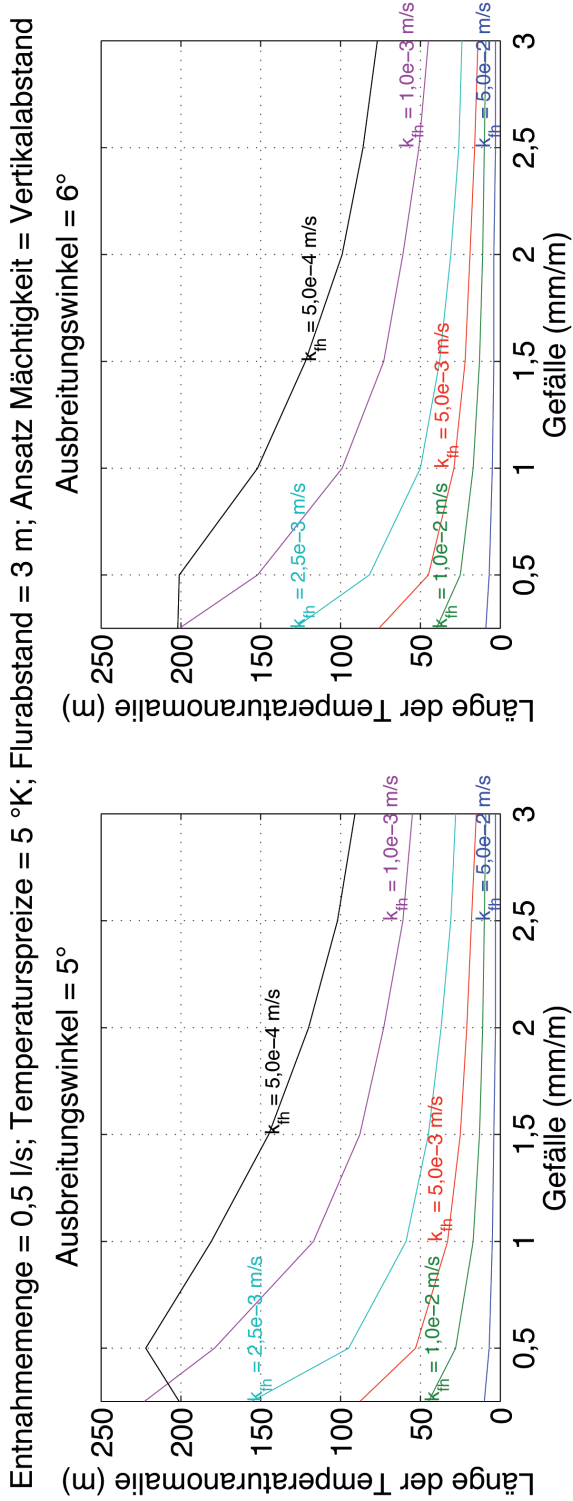 Entnahmemenge = 0,5 l/s; Temperaturspreize = 5 °K; Flurabstand = 3 m; Ansatz Mächtigkeit = Vertikalabstand
Ausbreitungswinkel = 5°
Länge der Temperaturanomalie (m)
250
200
150
100
50
0
k_fh = 5,0e−4 m/s
k_fh = 1,0e−3 m/s
k_fh = 2,5e−3 m/s
k_fh = 5,0e−3 m/s
k_fh = 1,0e−2 m/s
k_fh = 5,0e−2 m/s
0,5
1
1,5
2
2,5
3
Gefälle (mm/m)
Ausbreitungswinkel = 6°
Länge der Temperaturanomalie (m)
250
200
150
100
50
0
k_fh = 5,0e−4 m/s
k_fh = 1,0e−3 m/s
k_fh = 2,5e−3 m/s
k_fh = 5,0e−3 m/s
k_fh = 1,0e−2 m/s
k_fh = 5,0e−2 m/s
0,5
1
1,5
2
2,5
3
Gefälle (mm/m)